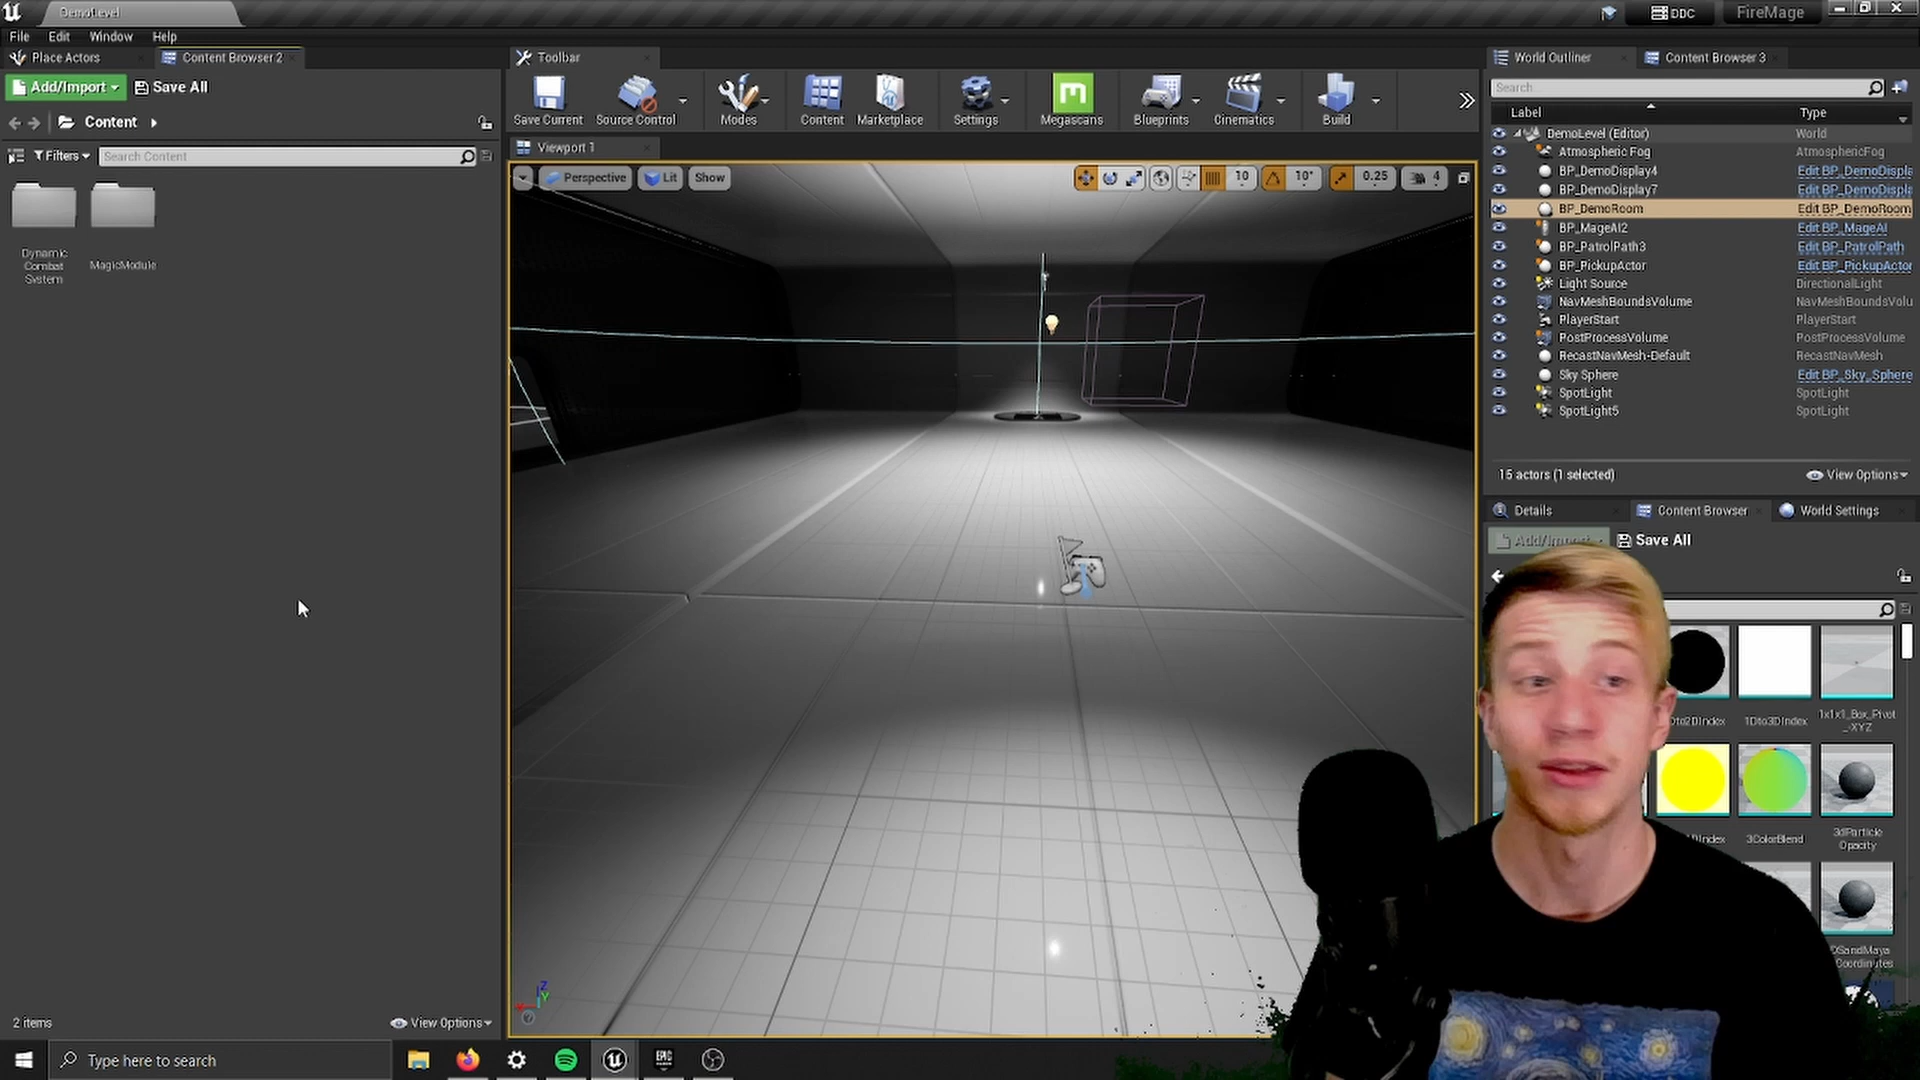 DemoLevel
DDC
FireMage
File Edit Window Help
Place Actors
Content Browser 2
Toolbar
World Outliner
Content Browser 3
Add/Import
Save All
Save Current
Source Control
Modes
Content
Marketplace
Settings
Megascans
Blueprints
Cinematics
Build
Search...
Label
Type
Content
Filters
Search Content
Viewport 1
Perspective
Lit
Show
10
10°
0.25
4
Dynamic
Combat
System
MagicModule
DemoLevel (Editor) World
Atmospheric Fog AtmosphericFog
BP_DemoDisplay4 Edit BP_DemoDispla
BP_DemoDisplay7 Edit BP_DemoDispla
BP_DemoRoom Edit BP_DemoRoom
BP_MageAI2 Edit BP_MageAI
BP_PatrolPath3 Edit BP_PatrolPath
BP_PickupActor Edit BP_PickupActor
Light Source DirectionalLight
NavMeshBoundsVolume NavMeshBoundsVolu
PlayerStart PlayerStart
PostProcessVolume PostProcessVolume
RecastNavMesh-Default RecastNavMesh
Sky Sphere Edit BP_Sky_Sphere
SpotLight SpotLight
SpotLight5 SpotLight
15 actors (1 selected)
View Options
Details
Content Browser
World Settings
Add/Import
Save All
1Dto3DIndex
1x1x1_Box_Pivot
-XYZ
3ColorBlend
3dParticle
Opacity
Z
Y
2 items
View Options
Type here to search
EPIC